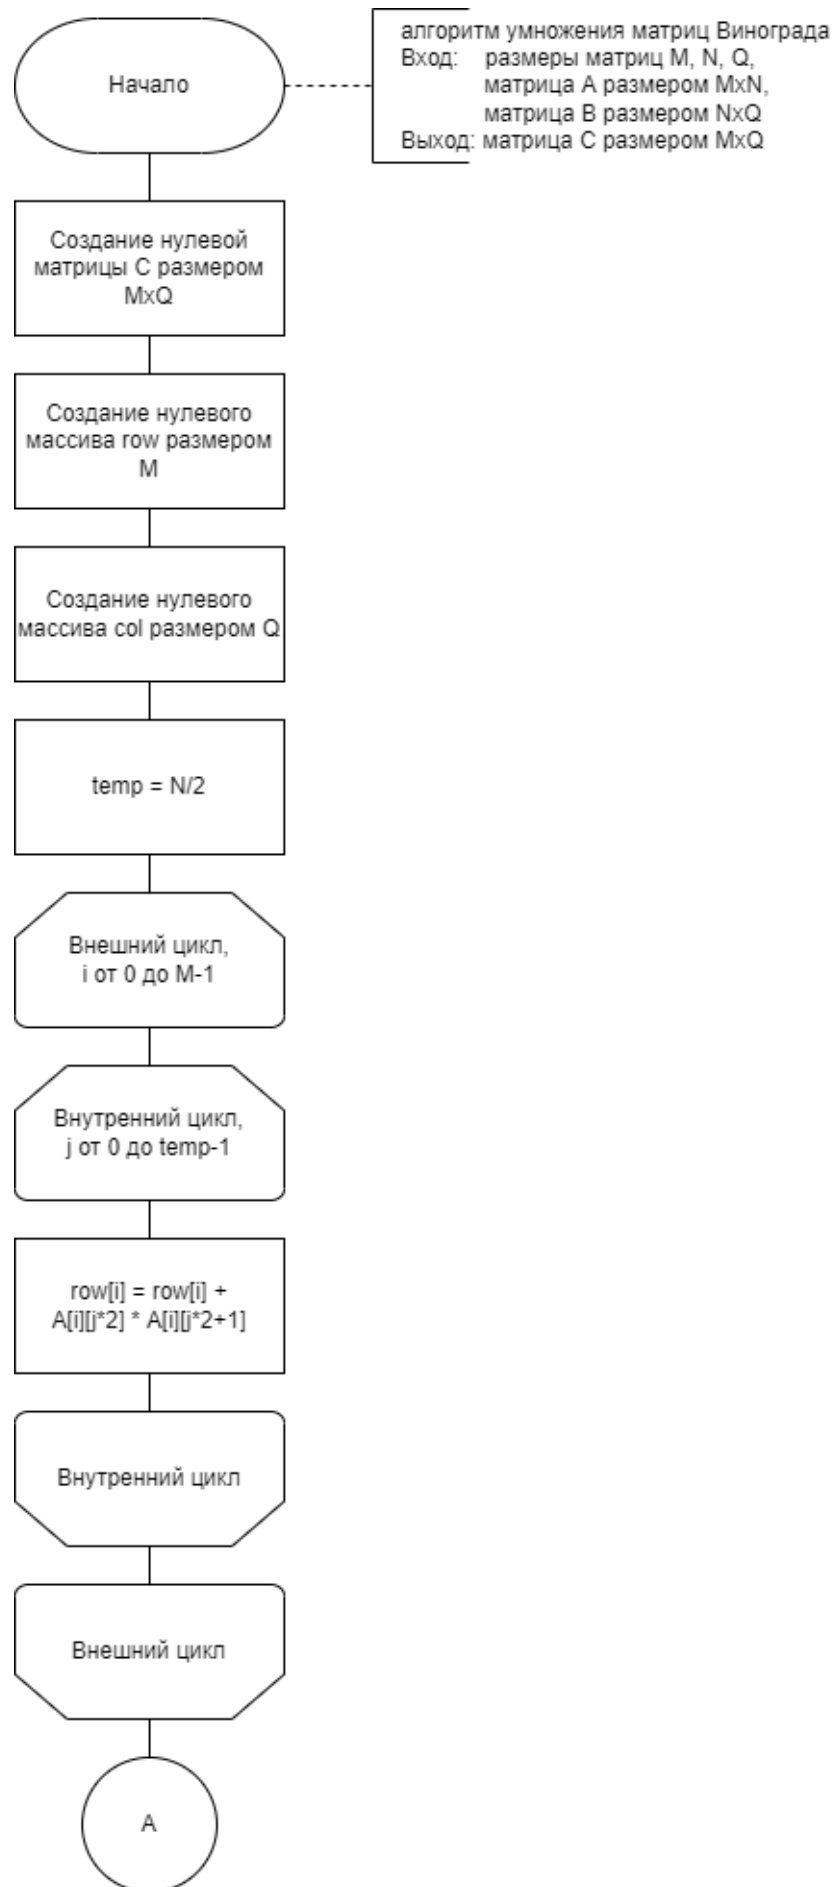 Начало
алгоритм умножения матриц Винограда
Вход: размеры матриц M, N, Q,
матрица A размером MxN,
матрица B размером NxQ
Выход: матрица C размером MxQ
Создание нулевой
матрицы C размером
MxQ
Создание нулевого
массива row размером
M
Создание нулевого
массива col размером Q
temp = N/2
Внешний цикл,
i от 0 до M-1
Внутренний цикл,
j от 0 до temp-1
row[i] = row[i] +
A[i][j*2] * A[i][j*2+1]
Внутренний цикл
Внешний цикл
A